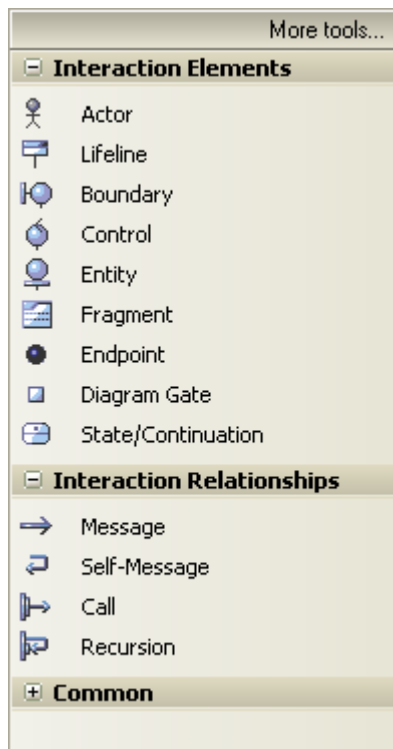 More tools...
Interaction Elements
Actor
Lifeline
Boundary
Control
Entity
Fragment
Endpoint
Diagram Gate
State/Continuation
Interaction Relationships
Message
Self-Message
Call
Recursion
Common